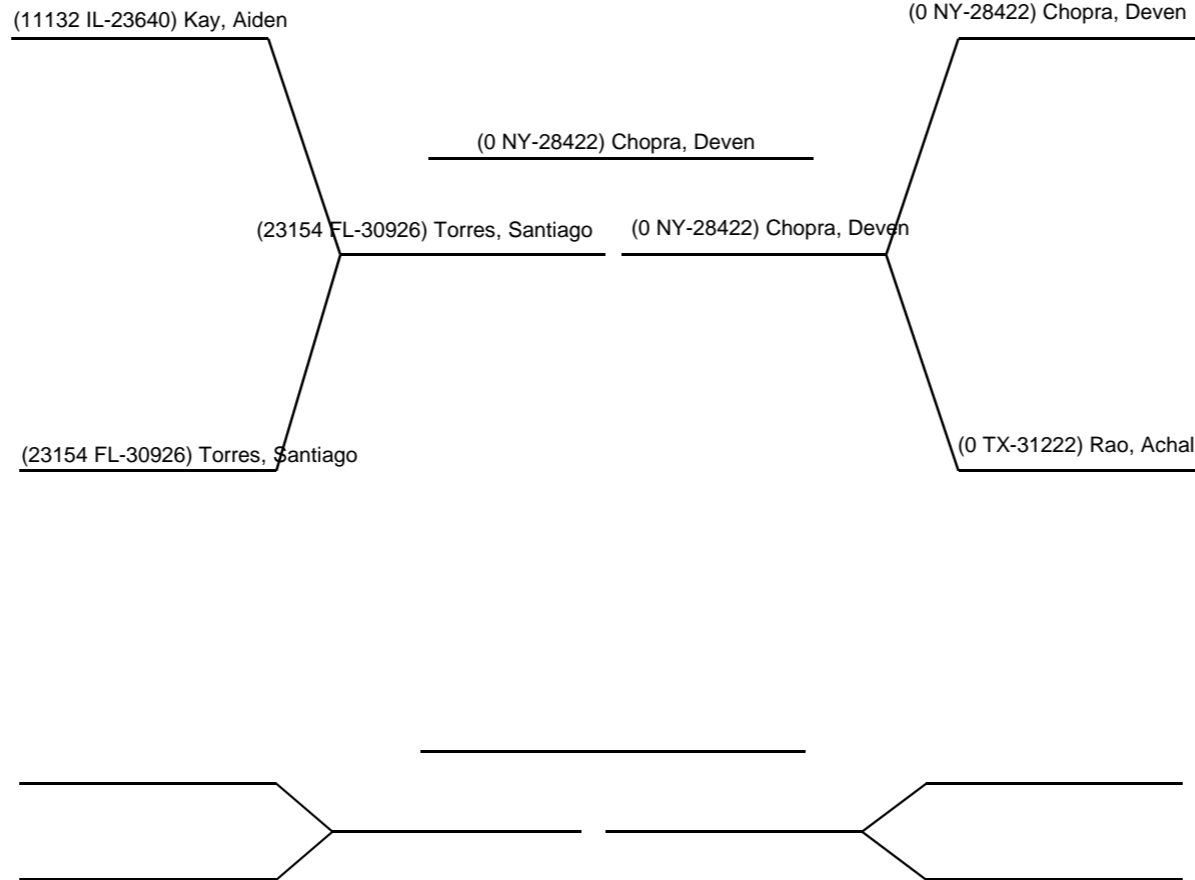 (11132 IL-23640) Kay, Aiden
(0 NY-28422) Chopra, Deven
(0 NY-28422) Chopra, Deven
(23154 FL-30926) Torres, Santiago
(0 NY-28422) Chopra, Deven
(23154 FL-30926) Torres, Santiago
(0 TX-31222) Rao, Achal